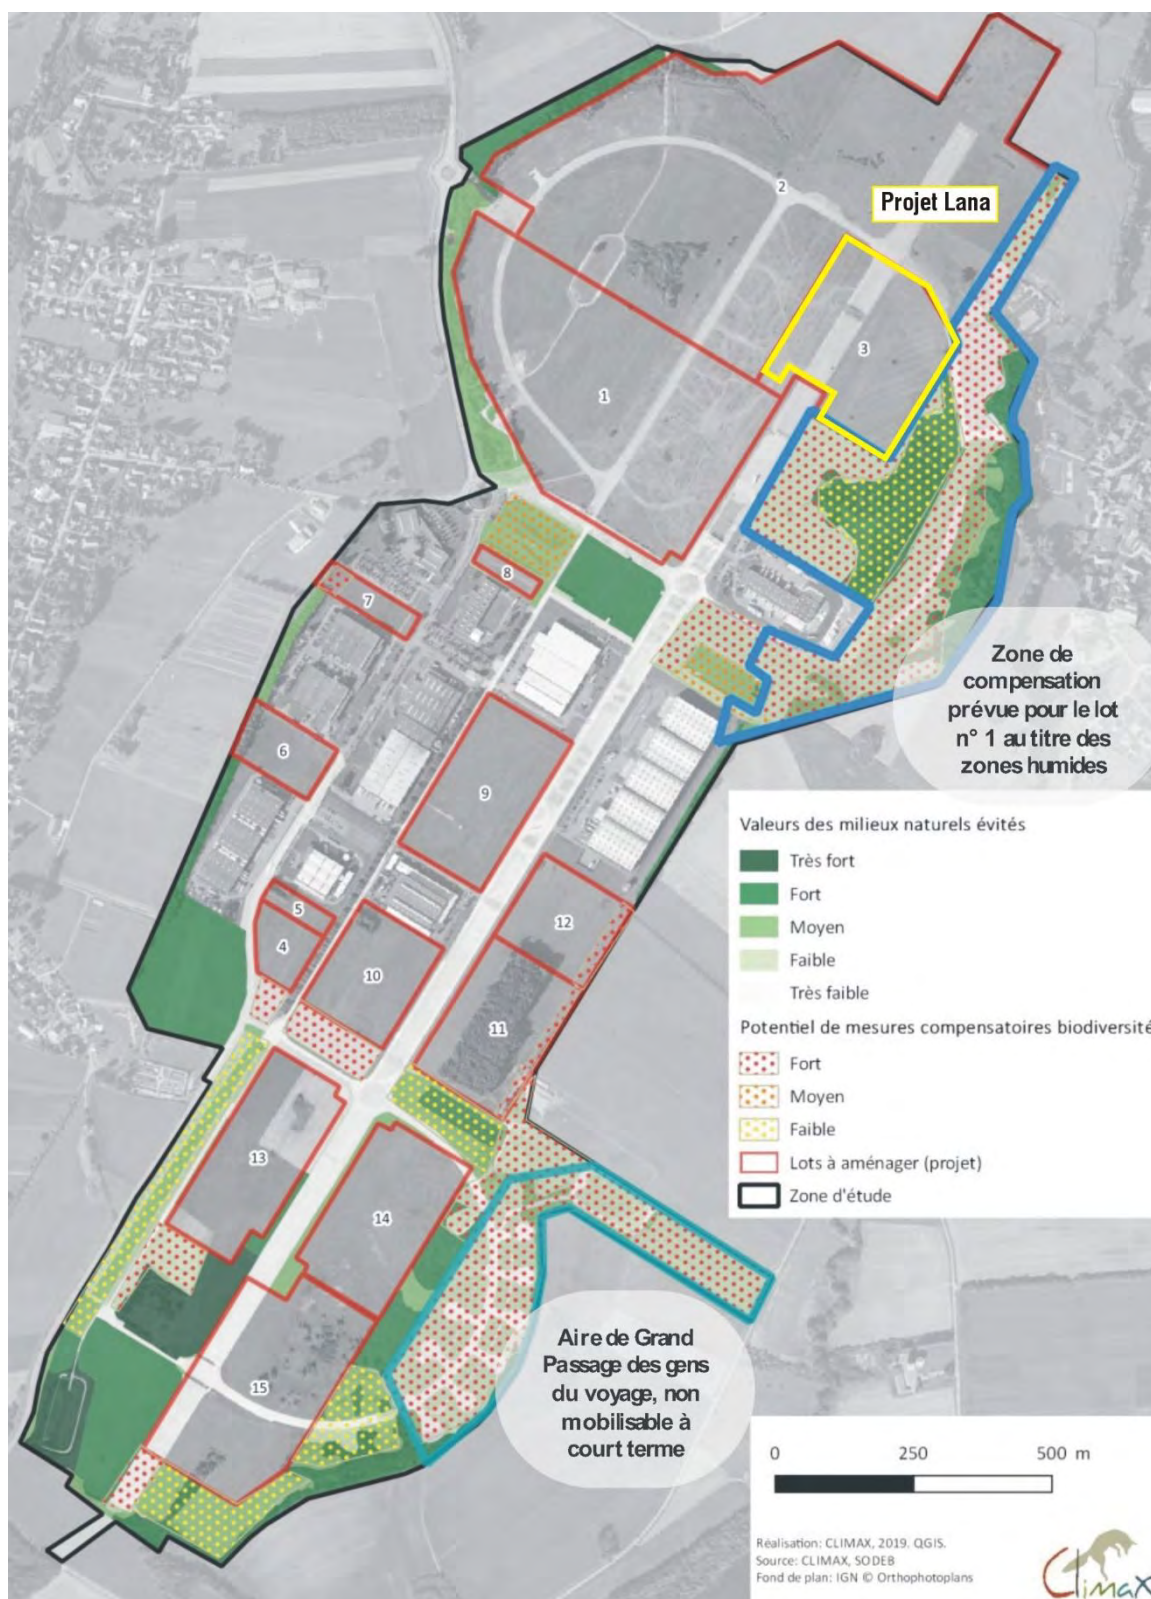 Projet Lana
2
3
1
8
7
6
9
5
4
12
10
11
13
14
15
Zone de
compensation
prévue pour le lot
n° 1 au titre des
zones humides
Valeurs des milieux naturels évités
Très fort
Fort
Moyen
Faible
Très faible
Potentiel de mesures compensatoires biodiversité
Fort
Moyen
Faible
Lots à aménager (projet)
Zone d'étude
Aire de Grand
Passage des gens
du voyage, non
mobilisable à
court terme
0 250 500 m
Réalisation: CLIMAX, 2019. QGIS.
Source: CLIMAX, SODEB
Fond de plan: IGN © Orthophotoplans
Climax